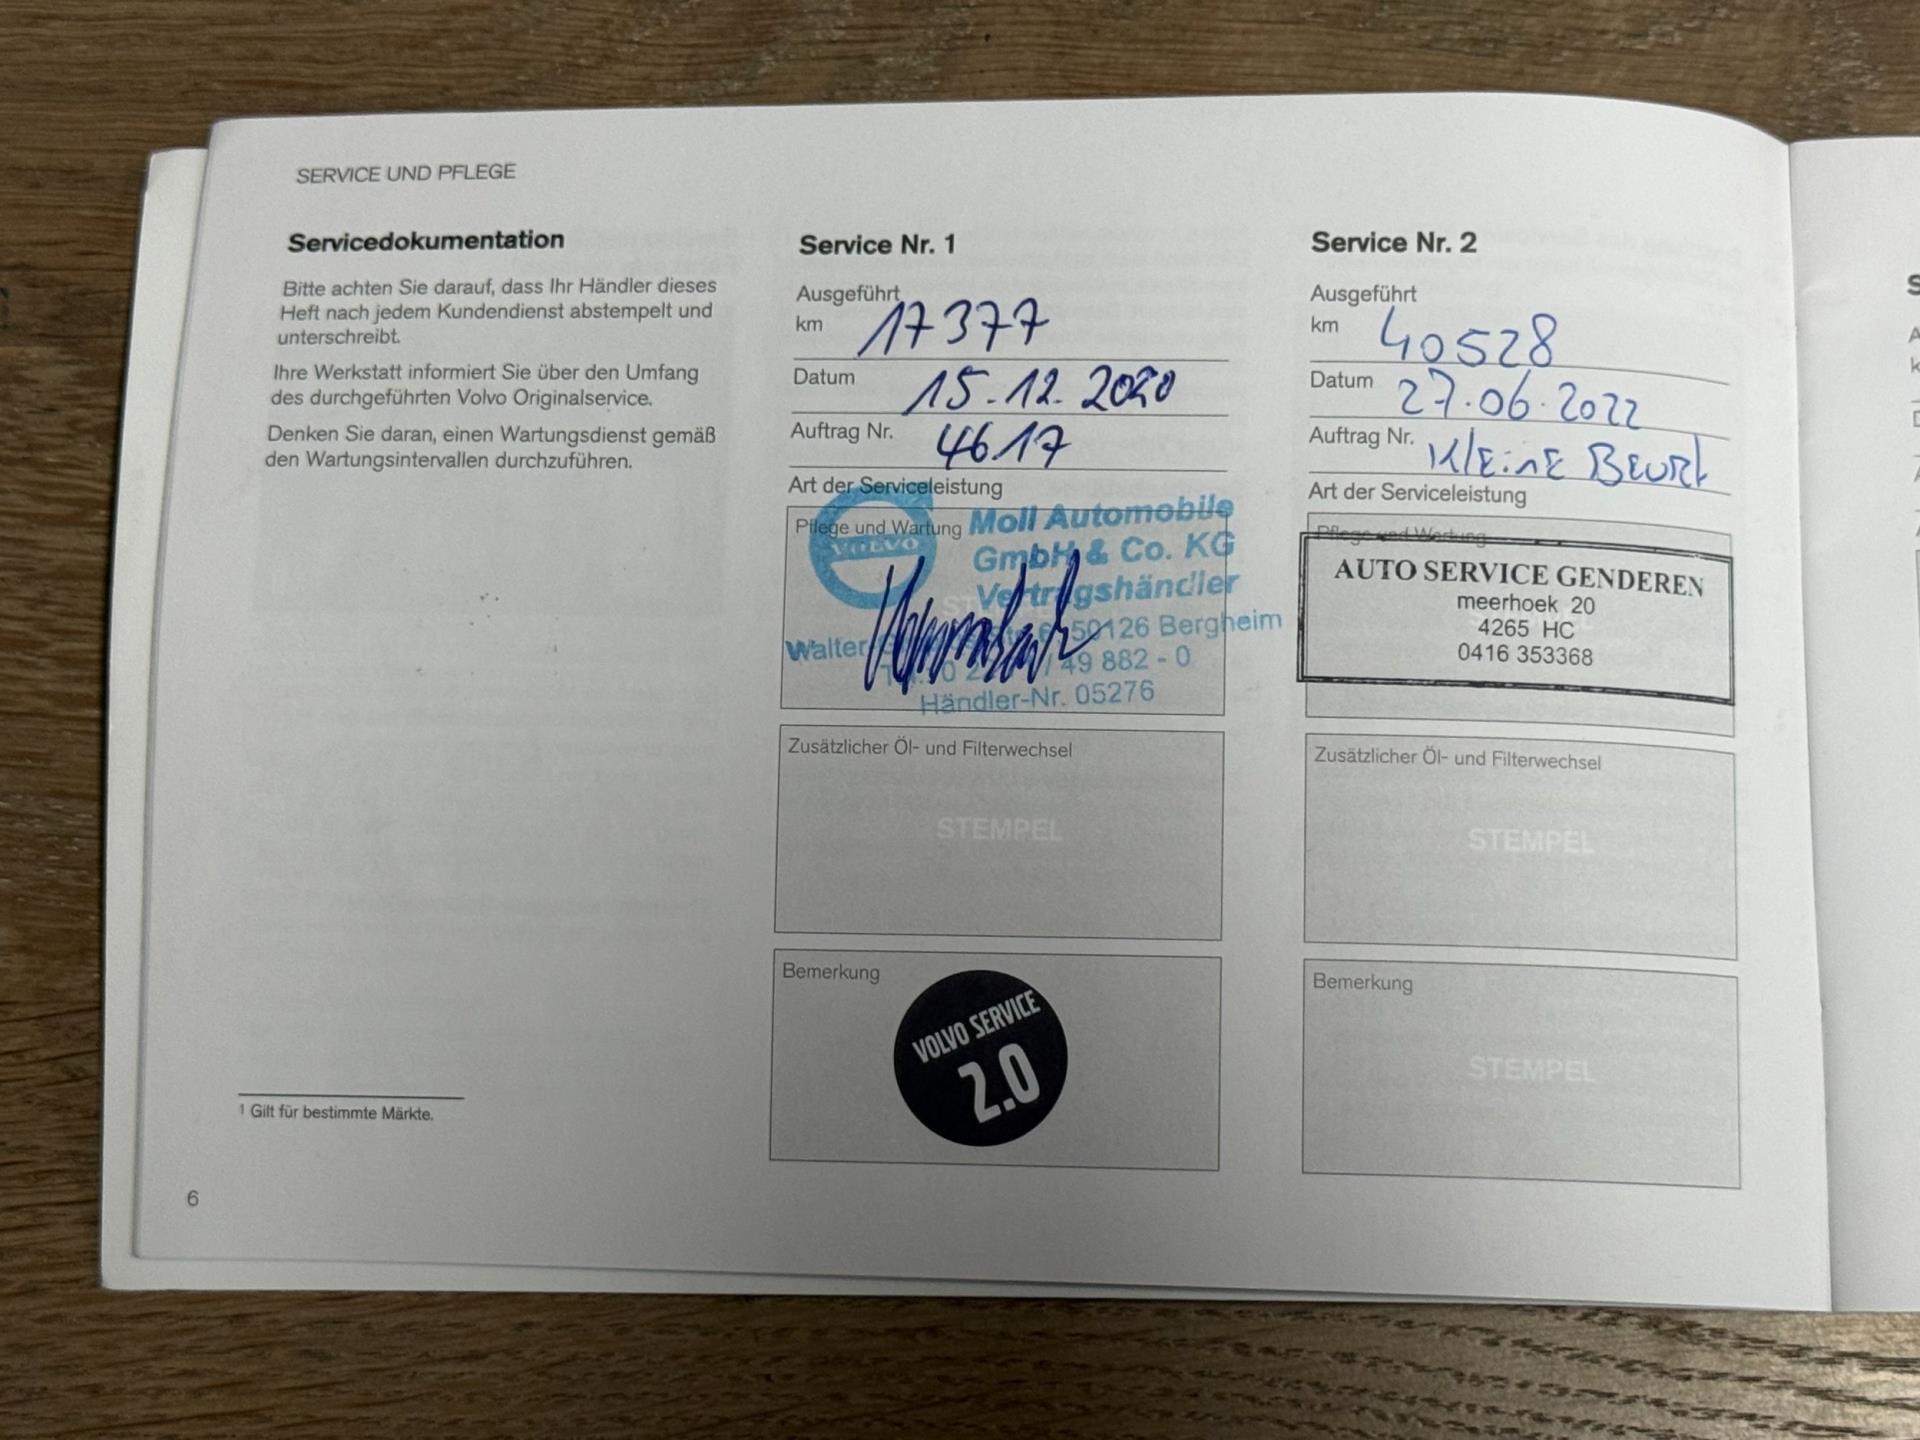 SERVICE UND PFLEGE
Servicedokumentation
Bitte achten Sie darauf, dass Ihr Händler dieses
Heft nach jedem Kundendienst abstempelt und
unterschreibt.
Ihre Werkstatt informiert Sie über den Umfang
des durchgeführten Volvo Originalservice.
Denken Sie daran, einen Wartungsdienst gemäß
den Wartungsintervallen durchzuführen.
1 Gilt für bestimmte Märkte.
6
Service Nr. 1
Ausgeführt
km 17377
Datum 15.12.2020
Auftrag Nr. 4617
Art der Serviceleistung
Pflege und Wartung
VOLVO
Moll Automobile
GmbH & Co. KG
Vertragshändler
Walter 50126 Bergheim
/ 49 882 - 0
Händler-Nr. 05276
Zusätzlicher Öl- und Filterwechsel
STEMPEL
Bemerkung
VOLVO SERVICE
2.0
Service Nr. 2
Ausgeführt
km 40528
Datum 27.06.2022
Auftrag Nr. KleinE BEURt
Art der Serviceleistung
Pflege und Wartung
AUTO SERVICE GENDEREN
meerhoek 20
4265 HC
0416 353368
Zusätzlicher Öl- und Filterwechsel
STEMPEL
Bemerkung
STEMPEL